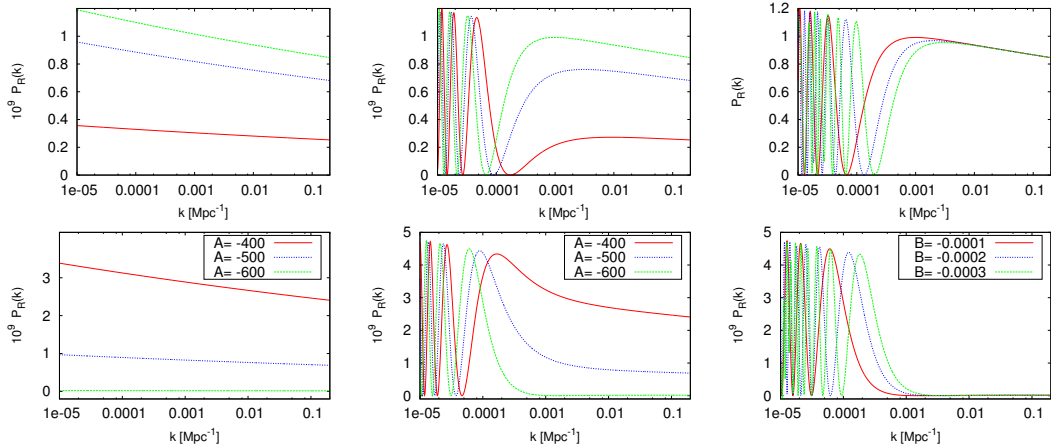 10⁹ P_R(k)
1
0.8
0.6
0.4
0.2
0
1e-05 0.0001 0.001 0.01 0.1
k [Mpc⁻¹]
10⁹ P_R(k)
1
0.8
0.6
0.4
0.2
0
1e-05 0.0001 0.001 0.01 0.1
k [Mpc⁻¹]
P_R(k)
1.2
1
0.8
0.6
0.4
0.2
0
1e-05 0.0001 0.001 0.01 0.1
k [Mpc⁻¹]
10⁹ P_R(k)
3
2
1
0
A= -400
A= -500
A= -600
1e-05 0.0001 0.001 0.01 0.1
k [Mpc⁻¹]
10⁹ P_R(k)
5
4
3
2
1
0
A= -400
A= -500
A= -600
1e-05 0.0001 0.001 0.01 0.1
k [Mpc⁻¹]
10⁹ P_R(k)
5
4
3
2
1
0
B= -0.0001
B= -0.0002
B= -0.0003
1e-05 0.0001 0.001 0.01 0.1
k [Mpc⁻¹]